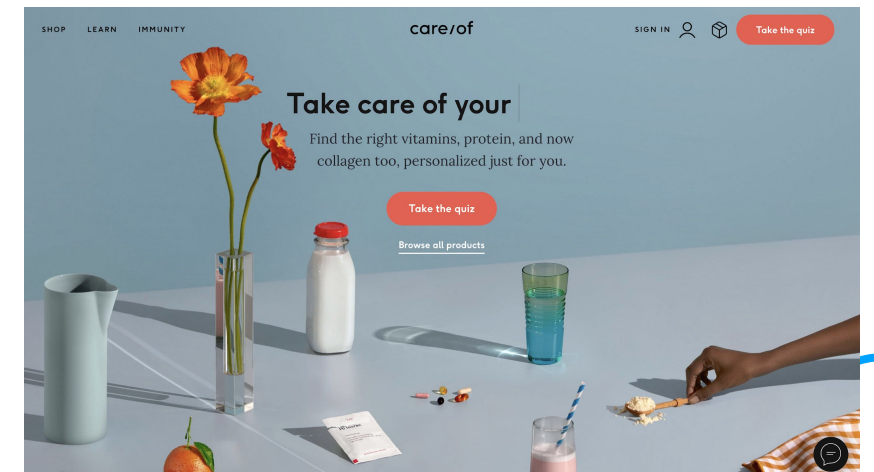 SHOP LEARN IMMUNITY care/of SIGN IN Take the quiz
Take care of your
Find the right vitamins, protein, and now
collagen too, personalized just for you.
Take the quiz
Browse all products